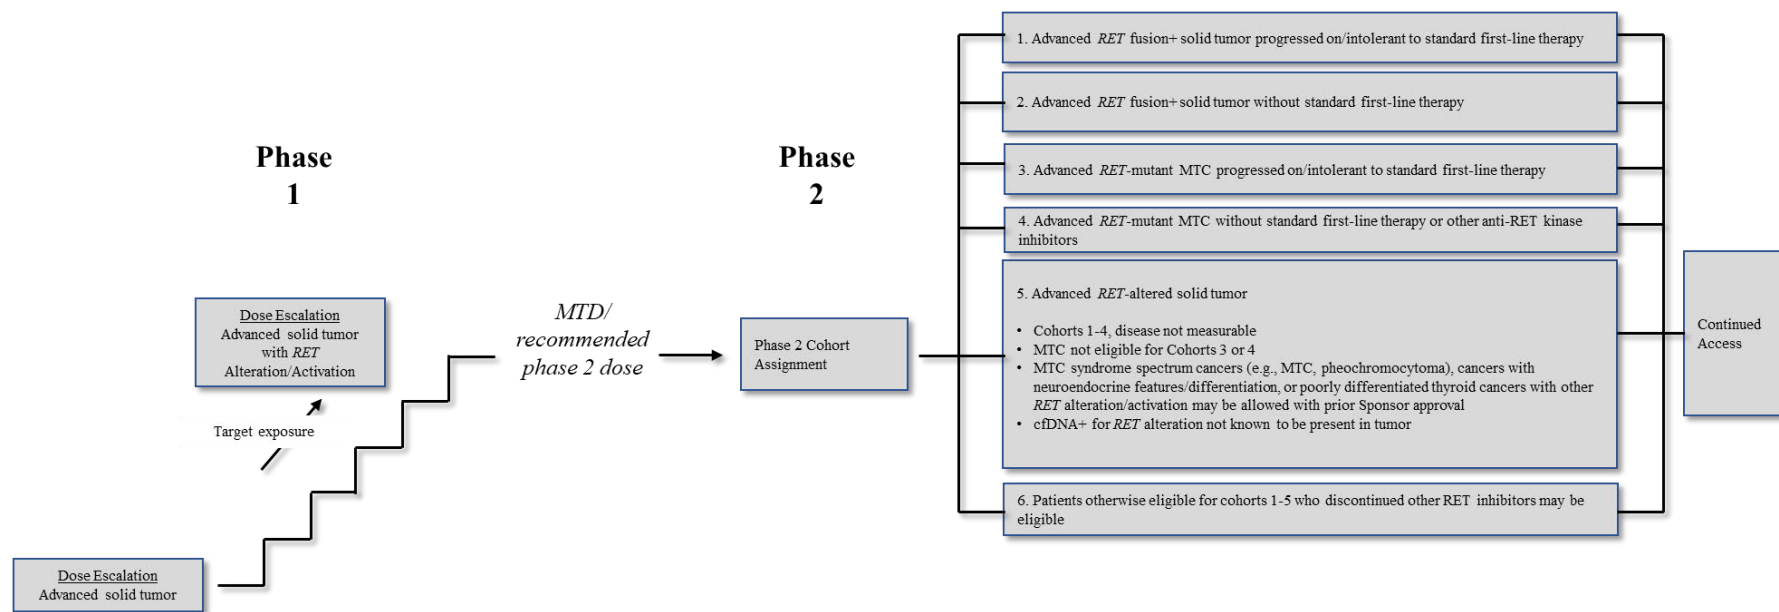 Phase
1
Dose Escalation
Advanced solid tumor
with RET
Alteration/Activation
Target exposure
Dose Escalation
Advanced solid tumor
MTD/
recommended
phase 2 dose
Phase
2
Phase 2 Cohort
Assignment
1. Advanced RET fusion+ solid tumor progressed on/intolerant to standard first-line therapy
2. Advanced RET fusion+ solid tumor without standard first-line therapy
3. Advanced RET-mutant MTC progressed on/intolerant to standard first-line therapy
4. Advanced RET-mutant MTC without standard first-line therapy or other anti-RET kinase
inhibitors
5. Advanced RET-altered solid tumor
• Cohorts 1-4, disease not measurable
• MTC not eligible for Cohorts 3 or 4
• MTC syndrome spectrum cancers (e.g., MTC, pheochromocytoma), cancers with
neuroendocrine features/differentiation, or poorly differentiated thyroid cancers with other
RET alteration/activation may be allowed with prior Sponsor approval
• cfDNA+ for RET alteration not known to be present in tumor
6. Patients otherwise eligible for cohorts 1-5 who discontinued other RET inhibitors may be
eligible
Continued
Access